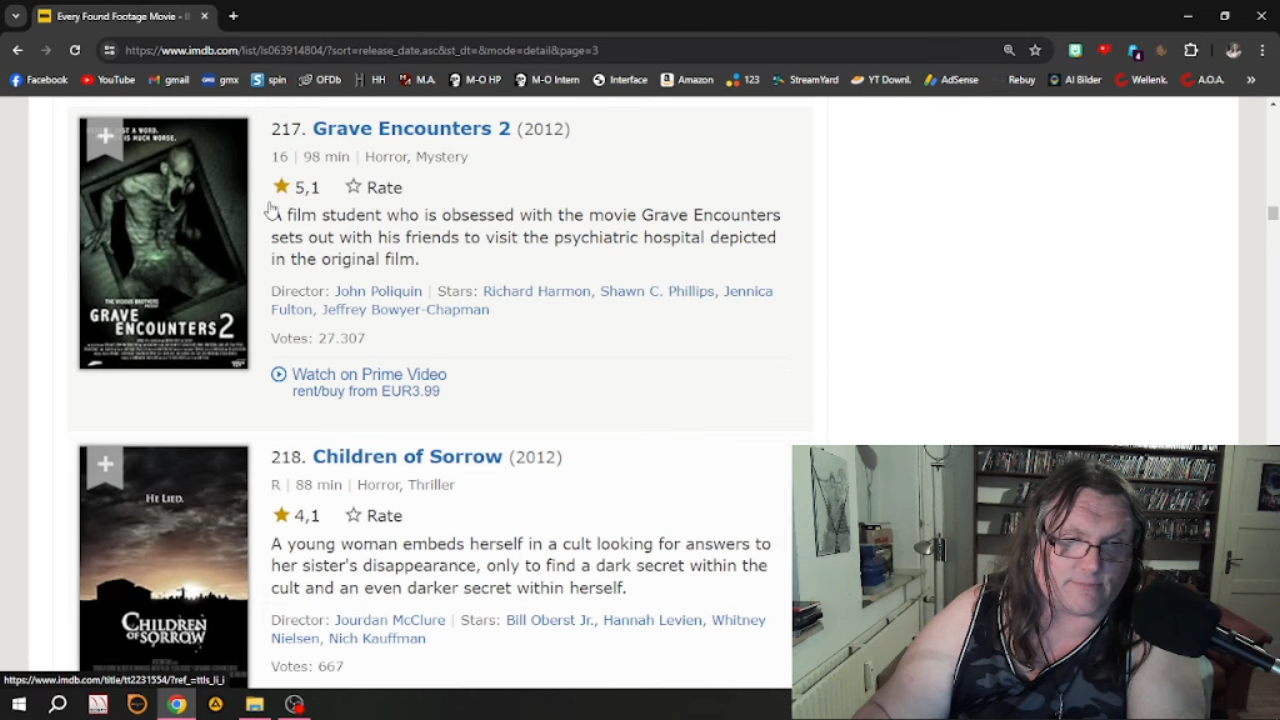 Every Found Footage Movie - I
https://www.imdb.com/list/ls063914804/?sort=release_date,asc&st_dt=&mode=detail&page=3
Facebook YouTube gmail gmx spin OFDb HH M.A M-O HP M-O Intern Interface Amazon 123 StreamYard YT Downl. AdSense Rebuy AI Bilder Wellenk. A.O.A. »
217. Grave Encounters 2 (2012)
16 | 98 min | Horror, Mystery
5,1 Rate
film student who is obsessed with the movie Grave Encounters
sets out with his friends to visit the psychiatric hospital depicted
in the original film.
Director: John Poliquin | Stars: Richard Harmon, Shawn C. Phillips, Jennica
Fulton, Jeffrey Bowyer-Chapman
Votes: 27.307
Watch on Prime Video
rent/buy from EUR3.99
JUST A WORD.
IS MUCH WORSE.
THE VICIOUS BROTHERS
GRAVE
ENCOUNTERS 2
218. Children of Sorrow (2012)
R | 88 min | Horror, Thriller
4,1 Rate
A young woman embeds herself in a cult looking for answers to
her sister's disappearance, only to find a dark secret within the
cult and an even darker secret within herself.
Director: Jourdan McClure | Stars: Bill Oberst Jr., Hannah Levien, Whitney
Nielsen, Nich Kauffman
Votes: 667
HE LIED.
CHILDREN
OF SORROW
https://www.imdb.com/title/tt2231554/?ref_=ttls_li_i